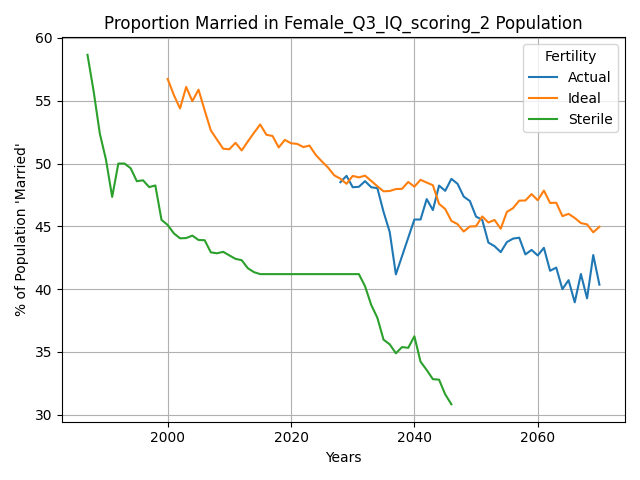 Proportion Married in Female_Q3_IQ_scoring_2 Population
% of Population 'Married'
60
55
50
45
40
35
30
2000
2020
2040
2060
Years
Fertility
Actual
Ideal
Sterile